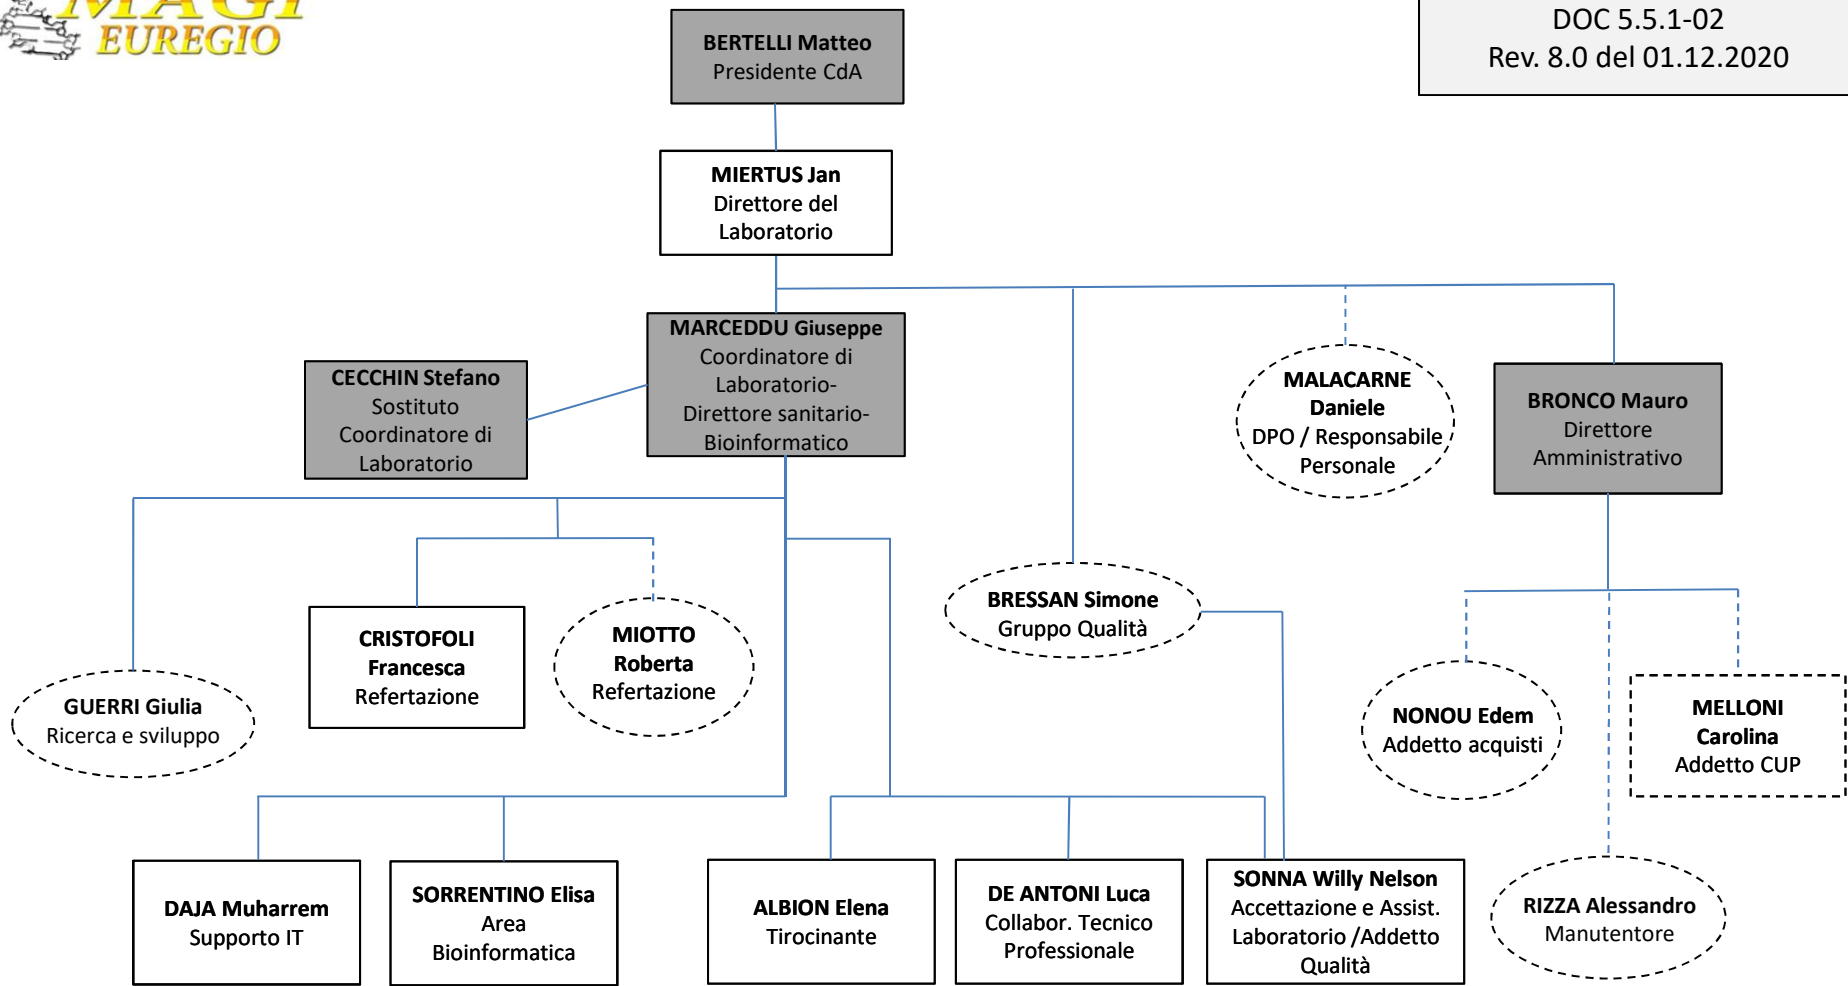 MAGI
EUREGIO
DOC 5.5.1-02
Rev. 8.0 del 01.12.2020
BERTELLI Matteo
Presidente CdA
MIERTUS Jan
Direttore del
Laboratorio
MARCEDDU Giuseppe
Coordinatore di
Laboratorio-
Direttore sanitario-
Bioinformatico
CECCHIN Stefano
Sostituto
Coordinatore di
Laboratorio
MALACARNE
Daniele
DPO / Responsabile
Personale
BRONCO Mauro
Direttore
Amministrativo
BRESSAN Simone
Gruppo Qualità
CRISTOFOLI
Francesca
Refertazione
MIOTTO
Roberta
Refertazione
GUERRI Giulia
Ricerca e sviluppo
NONOU Edem
Addetto acquisti
MELLONI
Carolina
Addetto CUP
DAJA Muharrem
Supporto IT
SORRENTINO Elisa
Area
Bioinformatica
ALBION Elena
Tirocinante
DE ANTONI Luca
Collabor. Tecnico
Professionale
SONNA Willy Nelson
Accettazione e Assist.
Laboratorio /Addetto
Qualità
RIZZA Alessandro
Manutentore